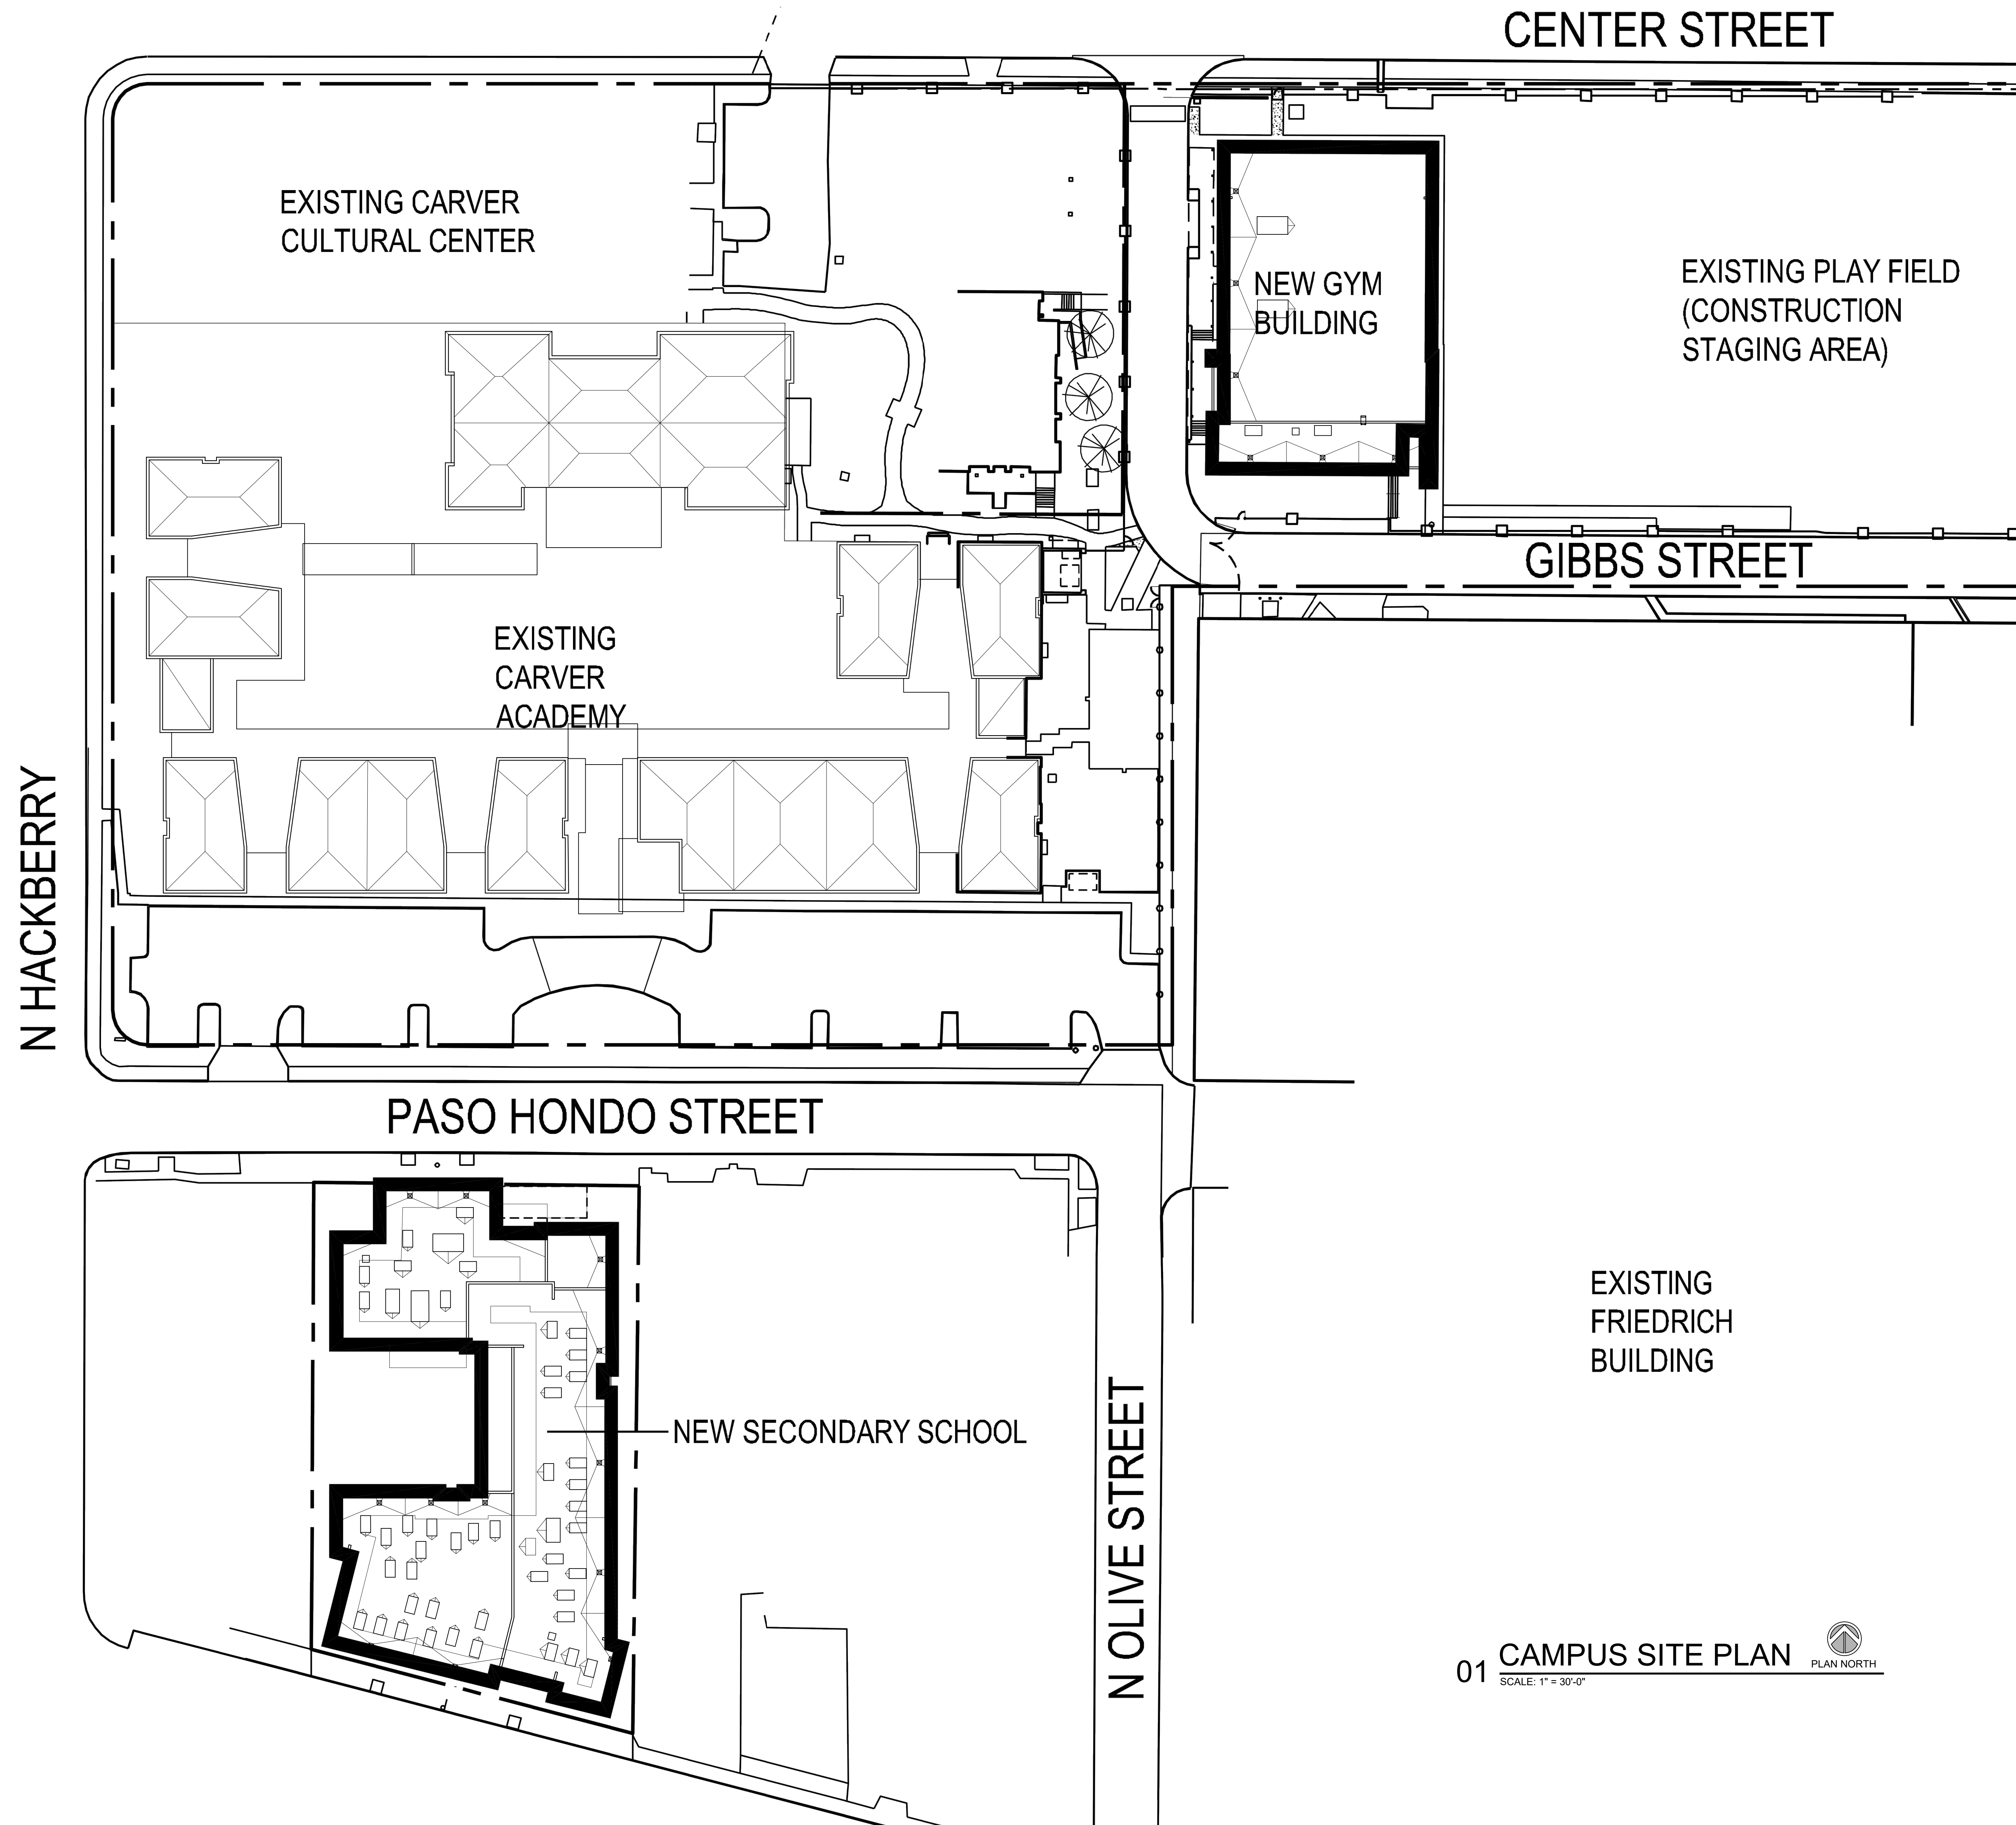 CENTER STREET
EXISTING CARVER
CULTURAL CENTER
NEW GYM
BUILDING
EXISTING PLAY FIELD
(CONSTRUCTION
STAGING AREA)
GIBBS STREET
EXISTING
CARVER
ACADEMY
N HACKBERRY
PASO HONDO STREET
EXISTING
FRIEDRICH
BUILDING
NEW SECONDARY SCHOOL
N OLIVE STREET
01 CAMPUS SITE PLAN
SCALE: 1" = 30'-0"
PLAN NORTH